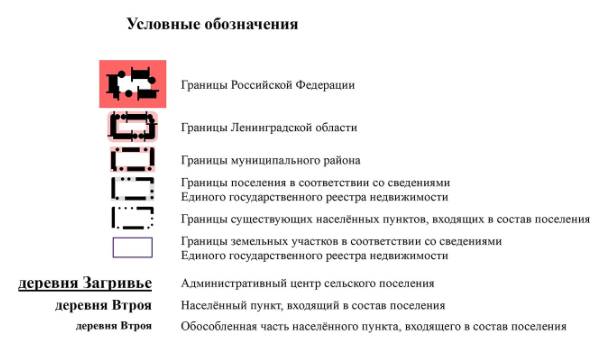 Условные обозначения
Границы Российской Федерации
Границы Ленинградской области
Границы муниципального района
Границы поселения в соответствии со сведениями
Единого государственного реестра недвижимости
Границы существующих населённых пунктов, входящих в состав поселения
Границы земельных участков в соответствии со сведениями
Единого государственного реестра недвижимости
деревня Загривье Административный центр сельского поселения
деревня Втроя Населённый пункт, входящий в состав поселения
деревня Втроя Обособленная часть населённого пункта, входящего в состав поселения